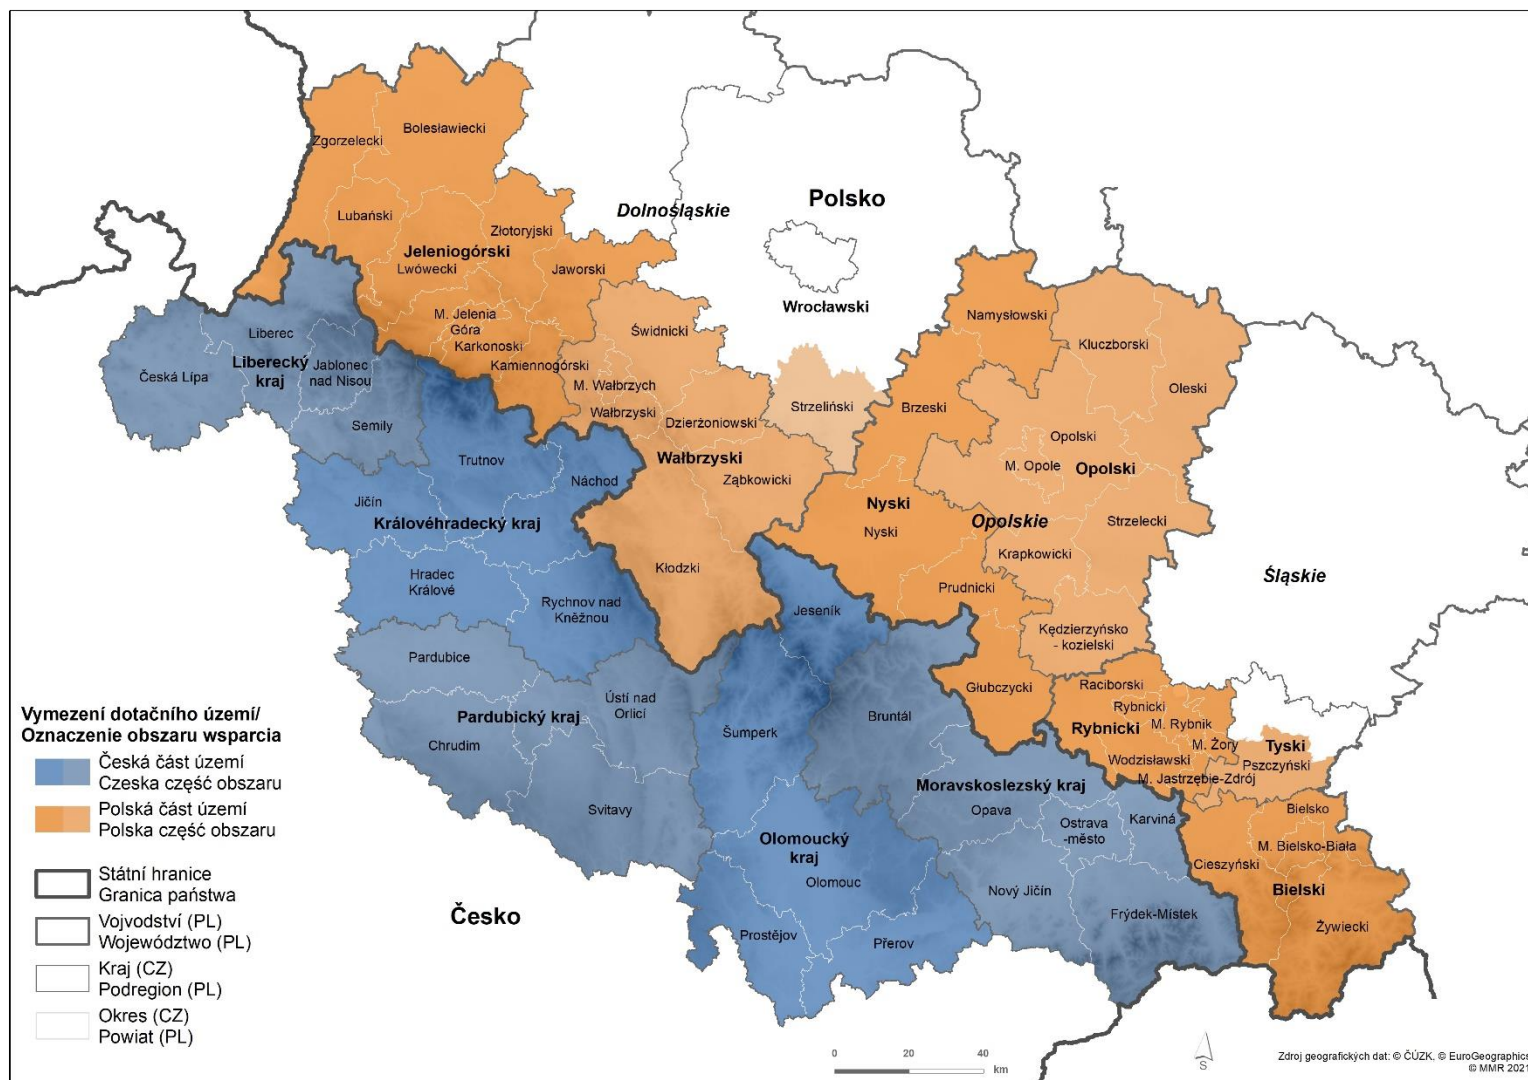 Zgorzelecki
Bolesławiecki
Polsko
Dolnośląskie
Lubański
Złotoryjski
Jeleniogórski
Lwówecki
Jaworski
Wrocławski
Namysłowski
M. Jelenia
Góra
Karkonoski
Świdnicki
Liberec
Liberecký
kraj
Jablonec
nad Nisou
Česká Lípa
Kamiennogórski
M. Wałbrzych
Wałbrzyski
Dzierżoniowski
Strzeliński
Brzeski
Kluczborski
Oleski
Semily
Trutnov
Náchod
Wałbrzyski
Ząbkowicki
Opolski
M. Opole
Opolski
Jičín
Královéhradecký kraj
Nyski
Nyski
Opolskie
Strzelecki
Krapkowicki
Hradec
Králové
Rychnov nad
Kněžnou
Kłodzki
Jeseník
Prudnicki
Śląskie
Kędzierzyńsko
- kozielski
Pardubice
Ústí nad
Orlicí
Pardubický kraj
Chrudim
Šumperk
Bruntál
Głubczycki
Raciborski
Rybnicki
M. Rybnik
Rybnicki
M. Żory
Tyski
Pszczyński
Wodzisławski
M. Jastrzębie-Zdrój
Moravskoslezský kraj
Svitavy
Opava
Ostrava
-město
Karviná
Bielsko
M. Bielsko-Biała
Cieszyński
Bielski
Olomoucký
kraj
Olomouc
Nový Jičín
Frýdek-Místek
Żywiecki
Česko
Prostějov
Přerov
Vymezení dotačního území/
Oznaczenie obszaru wsparcia
Česká část území
Czeska część obszaru
Polská část území
Polska część obszaru
Státní hranice
Granica państwa
Vojvodství (PL)
Województwo (PL)
Kraj (CZ)
Podregion (PL)
Okres (CZ)
Powiat (PL)
0 20 40
km
S
Zdroj geografických dat: © ČÚZK, © EuroGeographics
© MMR 2021